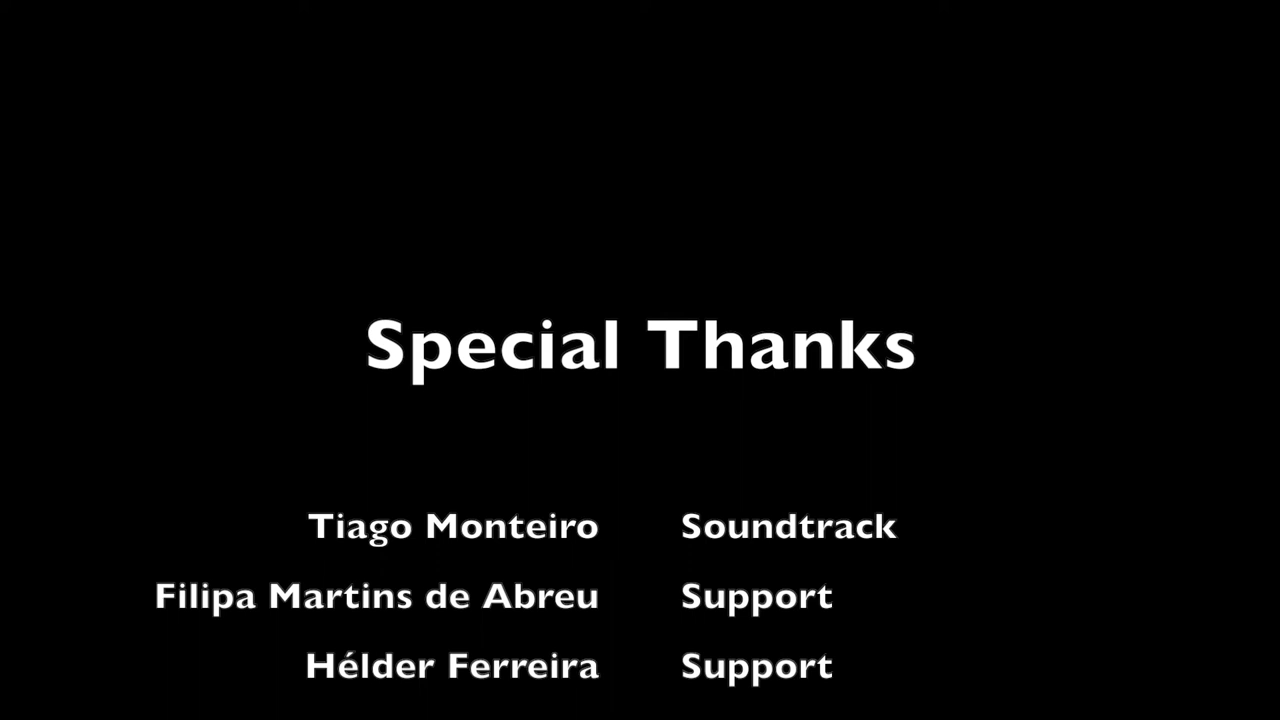 Special Thanks
Tiago Monteiro Soundtrack
Filipa Martins de Abreu Support
Hélder Ferreira Support